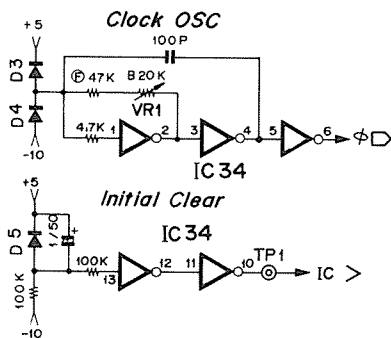 Clock OSC
+5
100P
D3
Ⓕ 47K
B 20K
VR1
D4
4.7K
1
2
3
4
5
6
φD
-10
IC34
Initial Clear
+5
IC34
D5
1/50
+
100K
13
12
11
10
TP1
IC >
100K
-10